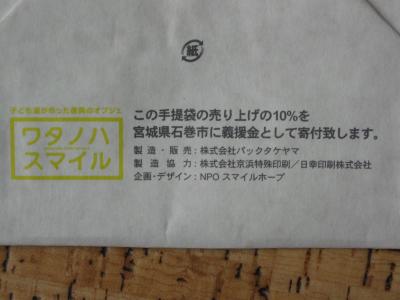 紙
子ども達が作った復興のオブジェ
ワタノハ
スマイル
この手提袋の売り上げの10%を
宮城県石巻市に義援金として寄付致します。
製造・販売：株式会社パックタケヤマ
製造協力：株式会社京浜特殊印刷／日幸印刷株式会社
企画・デザイン：NPO スマイルホープ